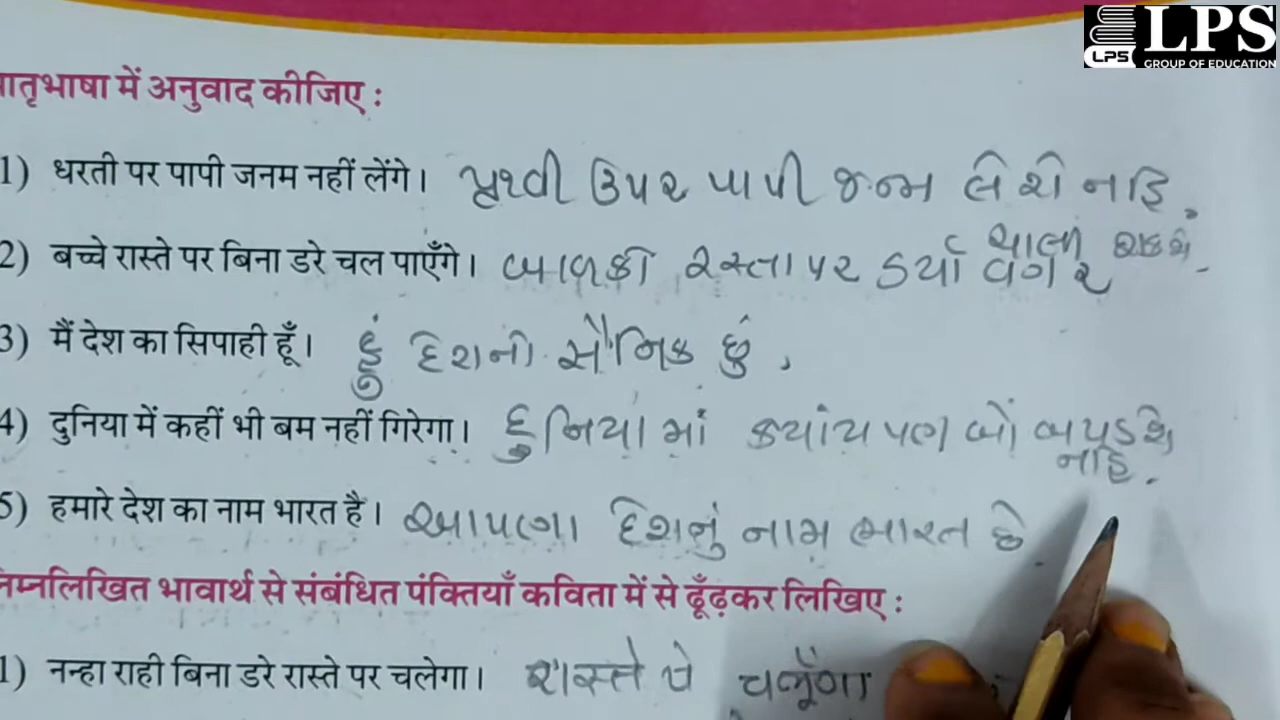 LPS
LPS
GROUP OF EDUCATION
मातृभाषा में अनुवाद कीजिए :
1) धरती पर पापी जनम नहीं लेंगे। પૃથ્વી ઉપર પાપી જન્મ લેશે નહિ.
2) बच्चे रास्ते पर बिना डरे चल पाएँगे। બાળકો રસ્તા પર ડર્યા વગર ચાલી શકશે.
3) मैं देश का सिपाही हूँ। હું દેશનો સૈનિક છું.
4) दुनिया में कहीं भी बम नहीं गिरेगा। દુનિયામાં કયાંય પણ બોંબ પડશે નહિ.
5) हमारे देश का नाम भारत है। આપણા દેશનું નામ ભારત છે
निम्नलिखित भावार्थ से संबंधित पंक्तियाँ कविता में से ढूँढ़कर लिखिए :
1) नन्हा राही बिना डरे रास्ते पर चलेगा। रास्ते पे चलूँगा